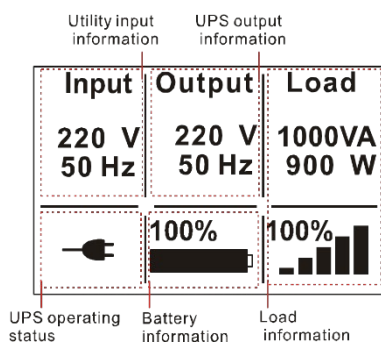 Utility input
information
UPS output
information
Input Output Load
220 V 220 V 1000VA
50 Hz 50 Hz 900 W
100% 100%
UPS operating
status
Battery
information
Load
information